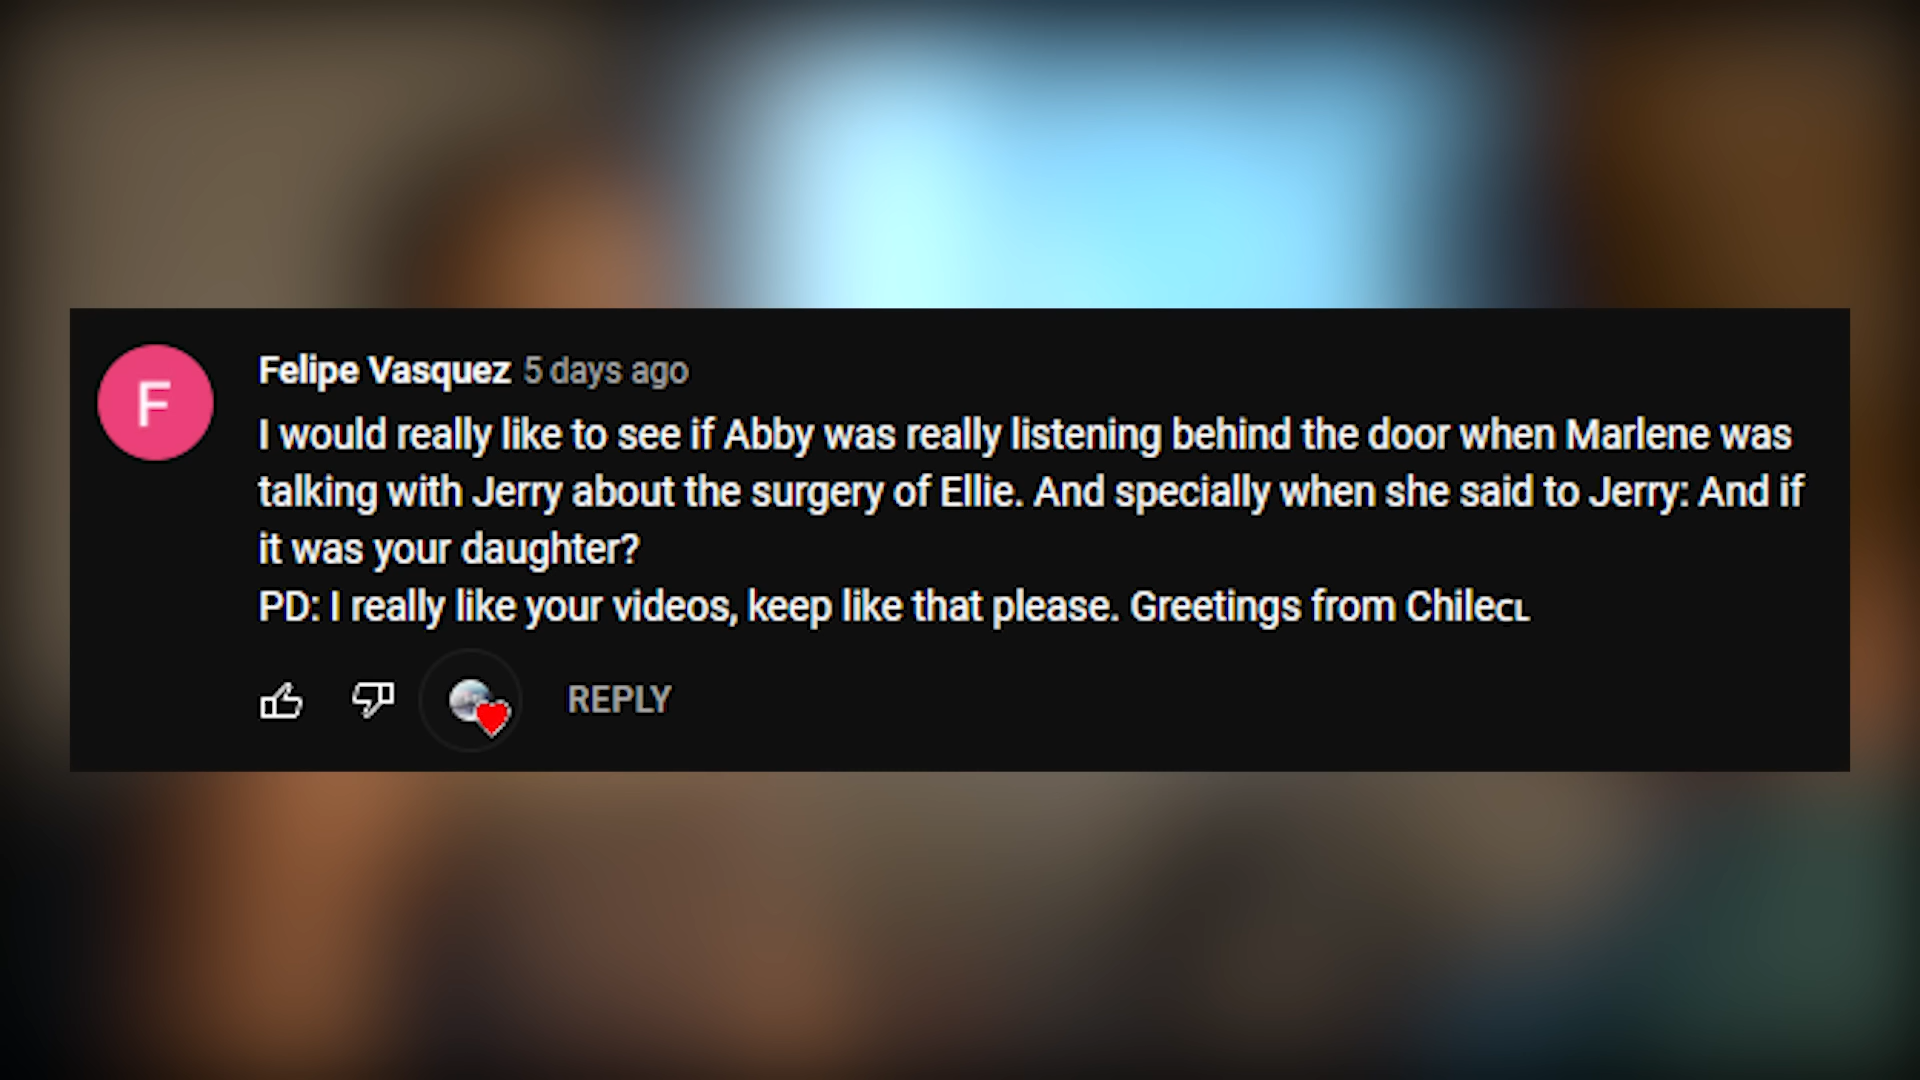 F
Felipe Vasquez 5 days ago
I would really like to see if Abby was really listening behind the door when Marlene was
talking with Jerry about the surgery of Ellie. And specially when she said to Jerry: And if
it was your daughter?
PD: I really like your videos, keep like that please. Greetings from ChileCL
REPLY